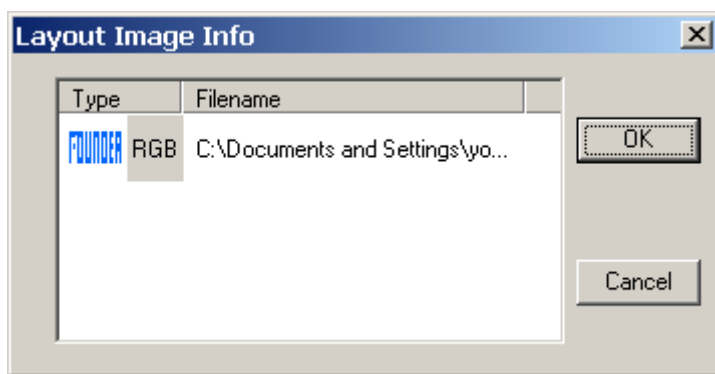 Layout Image Info
Type Filename
FOUNDER RGB C:\Documents and Settings\yo...
OK
Cancel